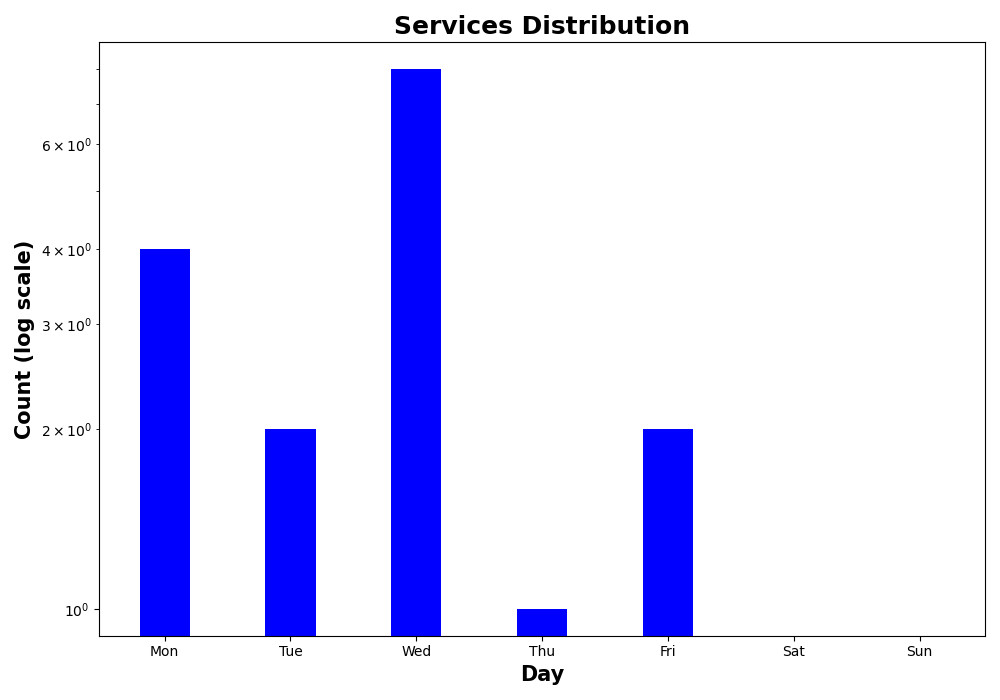 Services Distribution
Count (log scale)
6 × 10⁰
4 × 10⁰
3 × 10⁰
2 × 10⁰
10⁰
Mon Tue Wed Thu Fri Sat Sun
Day